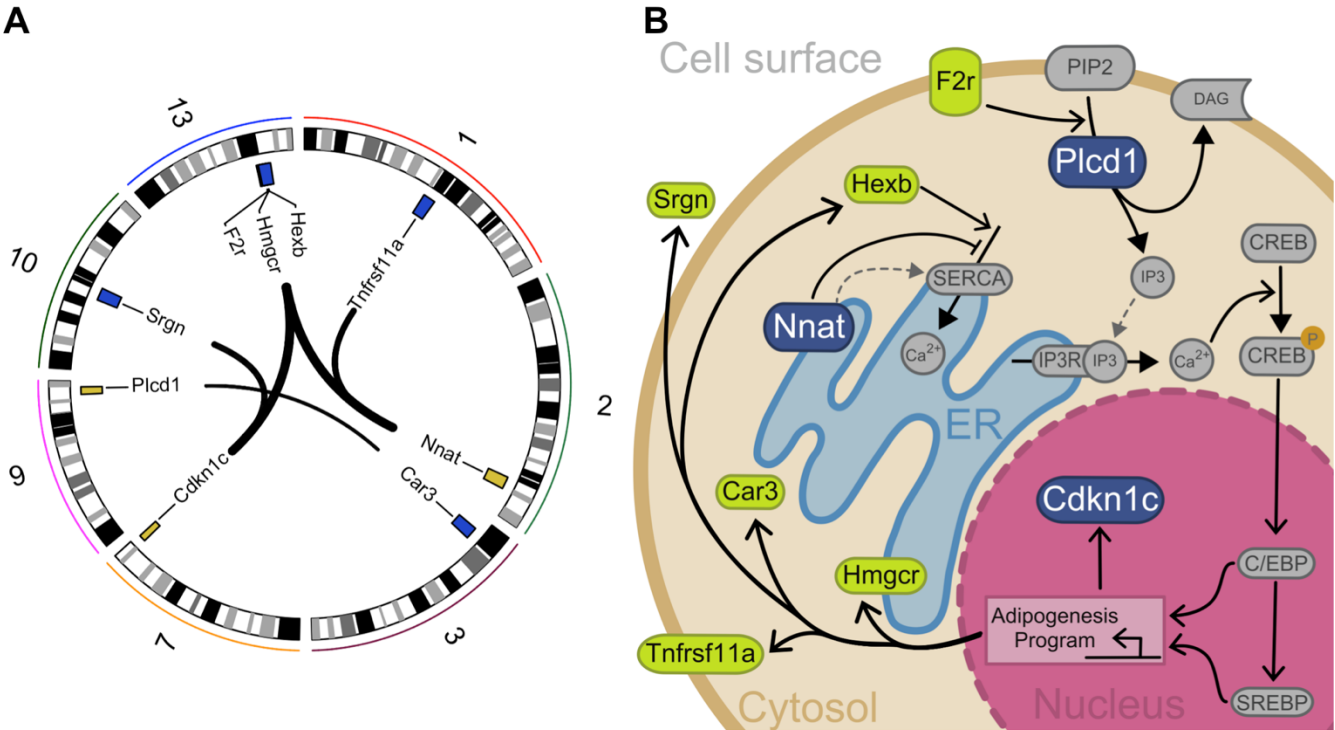 A
13
1
10
2
9
7
3
F2r
Hmgcr
Hexb
Tnfrsf11a
Srgn
Plcd1
Nnat
Car3
Cdkn1c
B
Cell surface
F2r
PIP2
DAG
Plcd1
Hexb
Srgn
CREB
SERCA
IP3
Nnat
P
Ca2+
IP3R
IP3
Ca2+
CREB
ER
Car3
Cdkn1c
Hmgcr
C/EBP
Adipogenesis
Program
Tnfrsf11a
SREBP
Cytosol
Nucleus